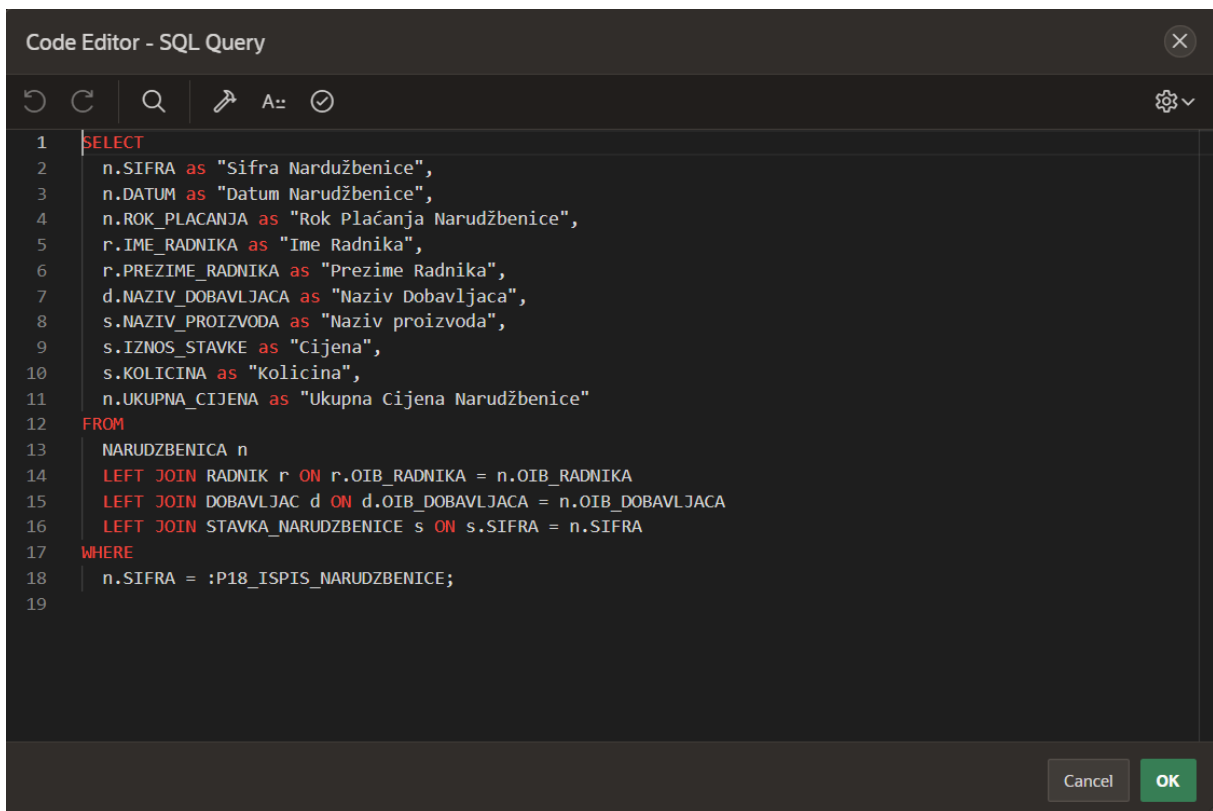 Code Editor - SQL Query
A::
1 SELECT
2 n.SIFRA as "Sifra Nardužbenice",
3 n.DATUM as "Datum Narudžbenice",
4 n.ROK_PLACANJA as "Rok Plaćanja Narudžbenice",
5 r.IME_RADNIKA as "Ime Radnika",
6 r.PREZIME_RADNIKA as "Prezime Radnika",
7 d.NAZIV_DOBAVLJACA as "Naziv Dobavljaca",
8 s.NAZIV_PROIZVODA as "Naziv proizvoda",
9 s.IZNOS_STAVKE as "Cijena",
10 s.KOLICINA as "Kolicina",
11 n.UKUPNA_CIJENA as "Ukupna Cijena Narudžbenice"
12 FROM
13 NARUDZBENICA n
14 LEFT JOIN RADNIK r ON r.OIB_RADNIKA = n.OIB_RADNIKA
15 LEFT JOIN DOBAVLJAC d ON d.OIB_DOBAVLJACA = n.OIB_DOBAVLJACA
16 LEFT JOIN STAVKA_NARUDZBENICE s ON s.SIFRA = n.SIFRA
17 WHERE
18 n.SIFRA = :P18_ISPIS_NARUDZBENICE;
19
Cancel OK